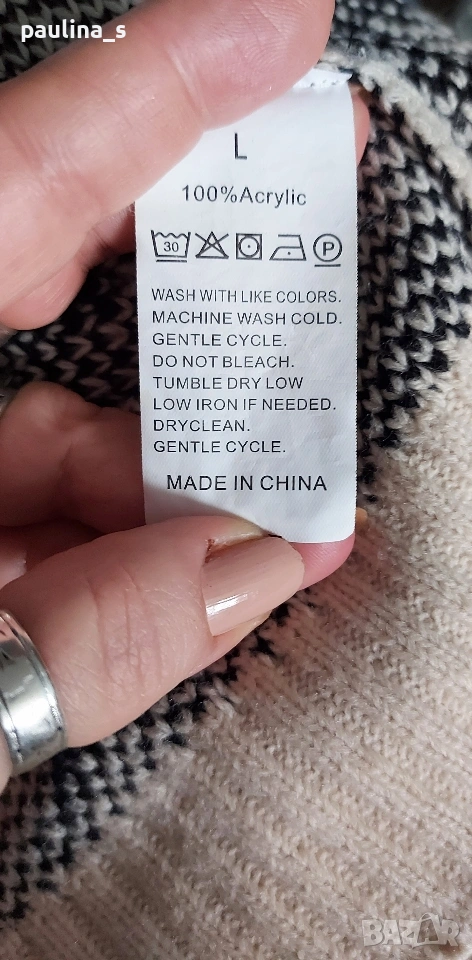 paulina_s
L
100%Acrylic
30 P
WASH WITH LIKE COLORS.
MACHINE WASH COLD.
GENTLE CYCLE.
DO NOT BLEACH.
TUMBLE DRY LOW
LOW IRON IF NEEDED.
DRYCLEAN.
GENTLE CYCLE.
MADE IN CHINA
BAZAR